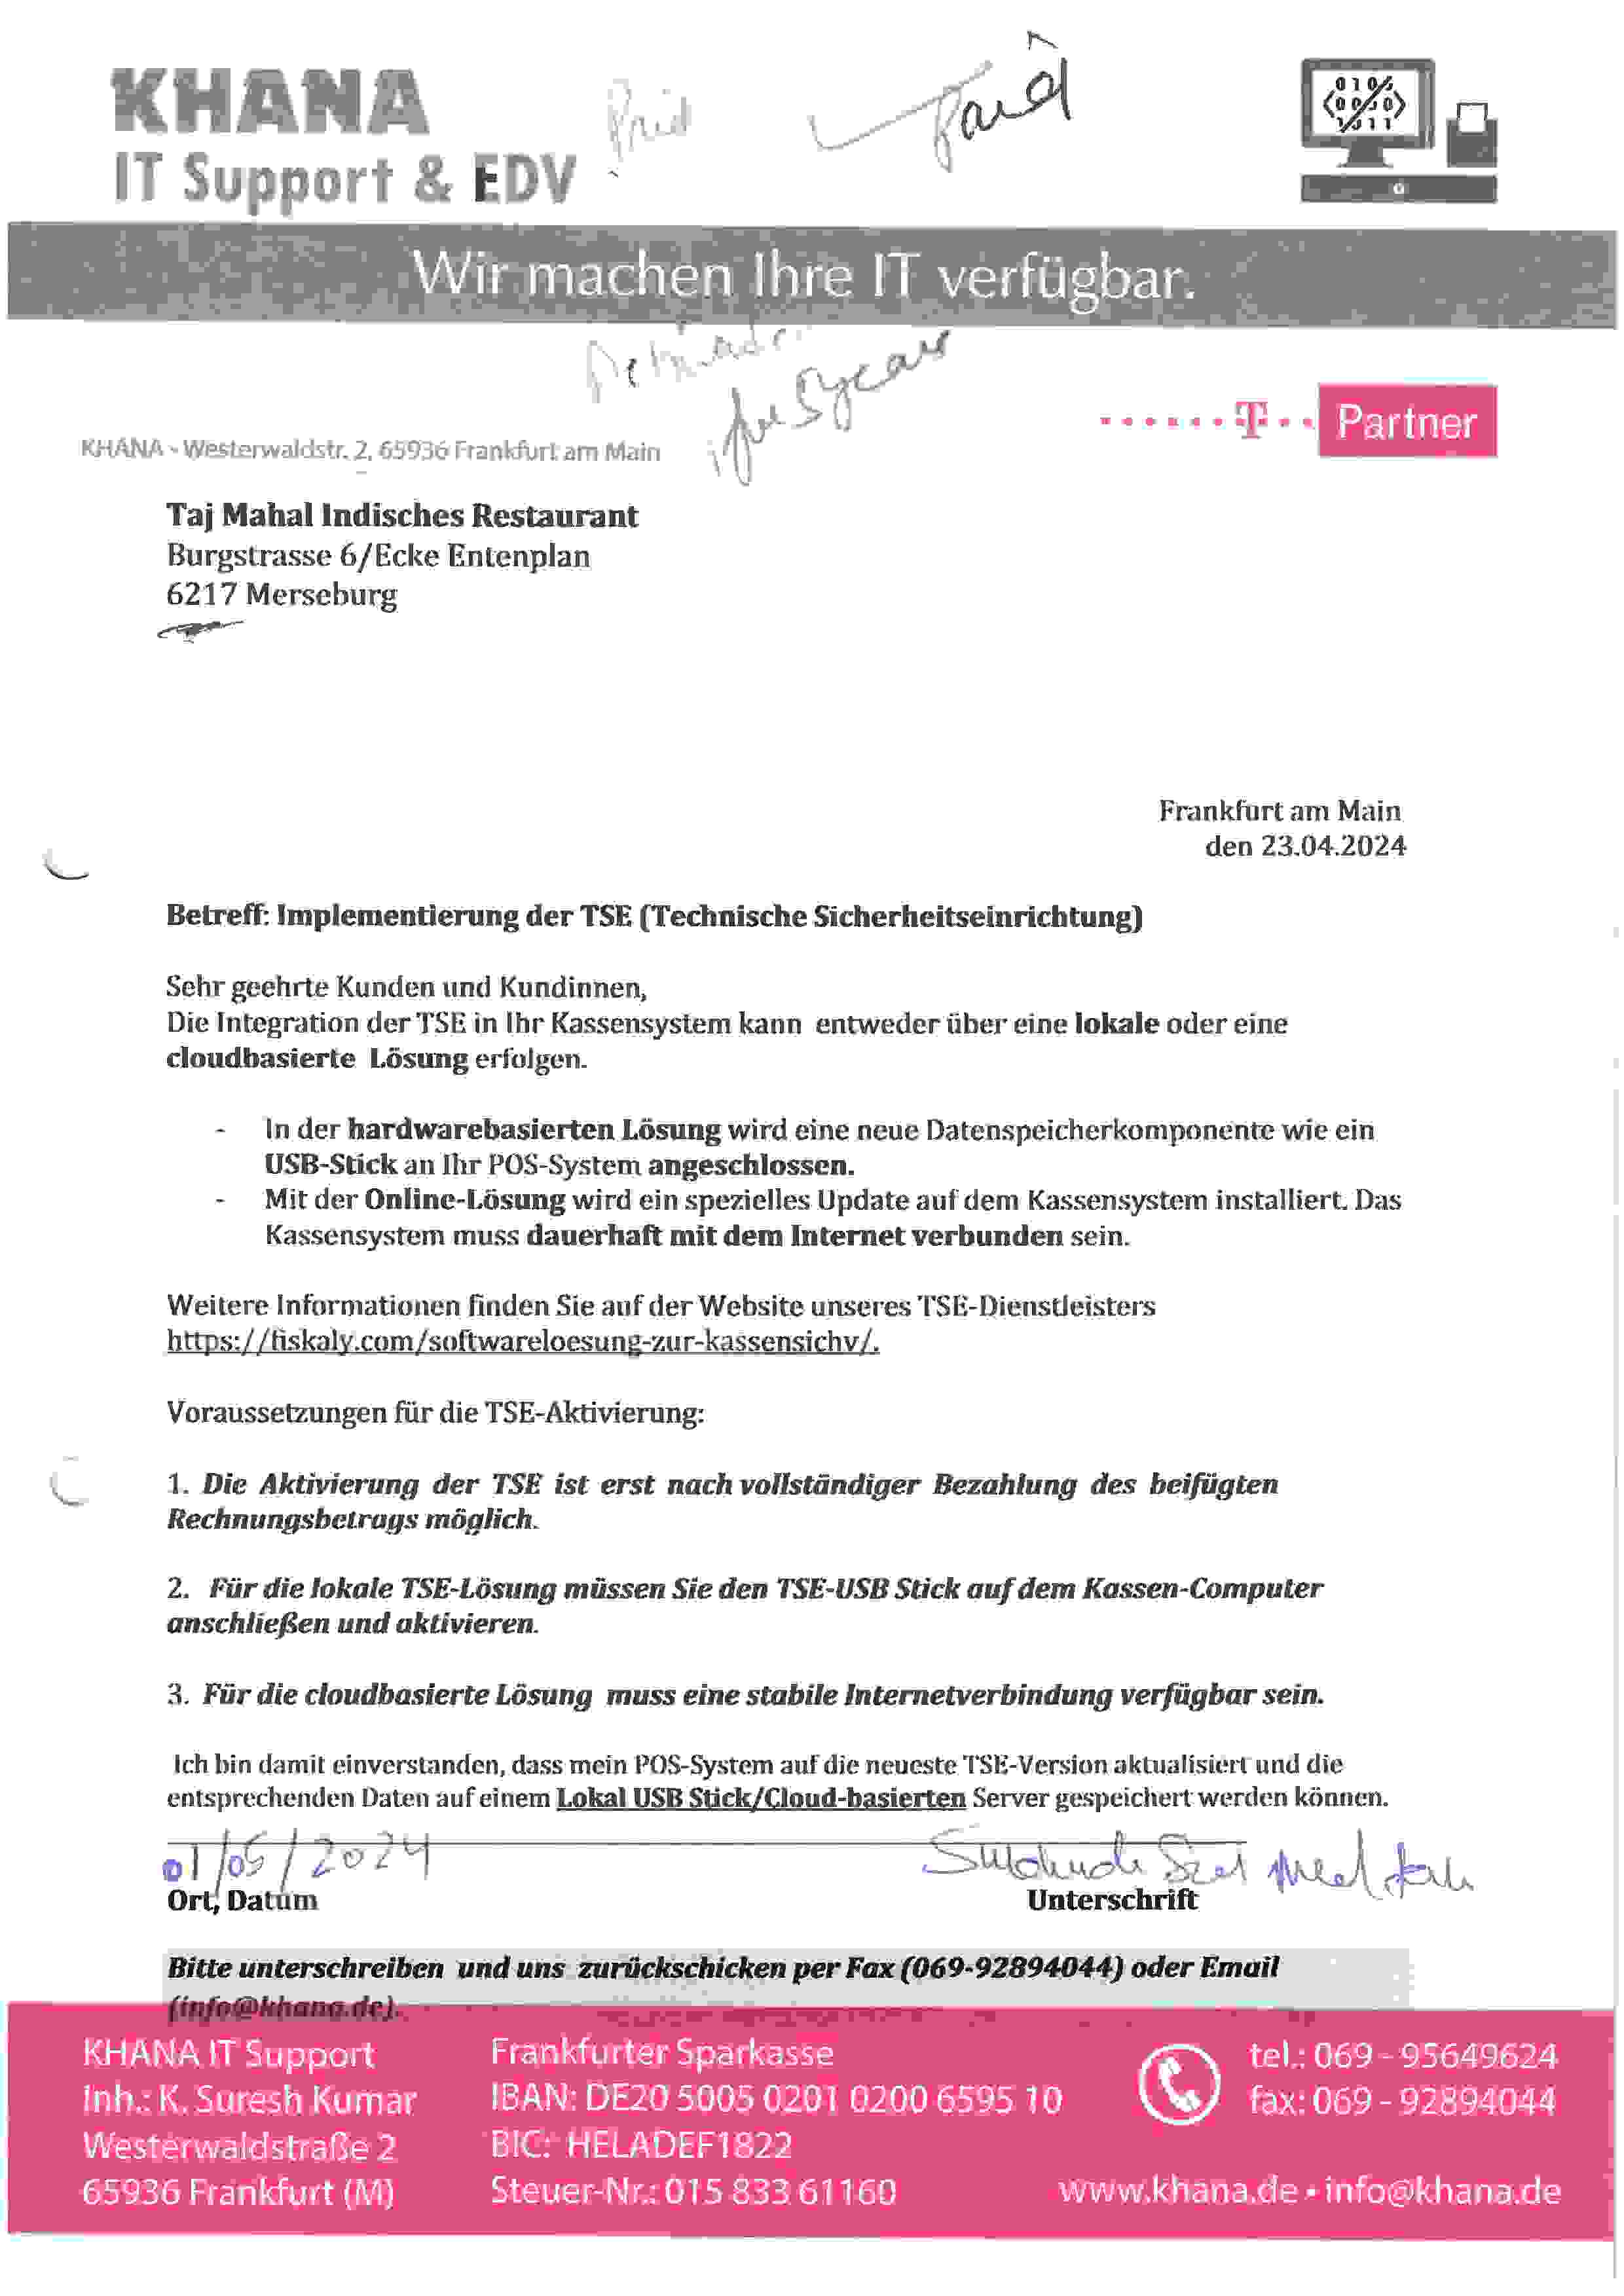 KHANA
IT Support & EDV
Paid
Paid
Wir machen Ihre IT verfügbar.
for 5 years
T Partner
KHANA - Westerwaldstr. 2, 65936 Frankfurt am Main
Taj Mahal Indisches Restaurant
Burgstrasse 6/Ecke Entenplan
6217 Merseburg
Frankfurt am Main
den 23.04.2024
Betreff: Implementierung der TSE (Technische Sicherheitseinrichtung)
Sehr geehrte Kunden und Kundinnen,
Die Integration der TSE in Ihr Kassensystem kann entweder über eine lokale oder eine
cloudbasierte Lösung erfolgen.
- In der hardwarebasierten Lösung wird eine neue Datenspeicherkomponente wie ein
USB-Stick an Ihr POS-System angeschlossen.
- Mit der Online-Lösung wird ein spezielles Update auf dem Kassensystem installiert. Das
Kassensystem muss dauerhaft mit dem Internet verbunden sein.
Weitere Informationen finden Sie auf der Website unseres TSE-Dienstleisters
https://fiskaly.com/softwareloesung-zur-kassensichv/.
Voraussetzungen für die TSE-Aktivierung:
1. Die Aktivierung der TSE ist erst nach vollständiger Bezahlung des beifügten
Rechnungsbetrags möglich.
2. Für die lokale TSE-Lösung müssen Sie den TSE-USB Stick auf dem Kassen-Computer
anschließen und aktivieren.
3. Für die cloudbasierte Lösung muss eine stabile Internetverbindung verfügbar sein.
Ich bin damit einverstanden, dass mein POS-System auf die neueste TSE-Version aktualisiert und die
entsprechenden Daten auf einem Lokal USB Stick/Cloud-basierten Server gespeichert werden können.
01/05/2024
Ort, Datum
Unterschrift
Bitte unterschreiben und uns zurückschicken per Fax (069-92894044) oder Email
(info@khana.de).
KHANA IT Support
Inh.: K. Suresh Kumar
Westerwaldstraße 2
65936 Frankfurt (M)
Frankfurter Sparkasse
IBAN: DE20 5005 0201 0200 6595 10
BIC: HELADEF1822
Steuer-Nr.: 015 833 61160
tel.: 069 - 95649624
fax: 069 - 92894044
www.khana.de • info@khana.de